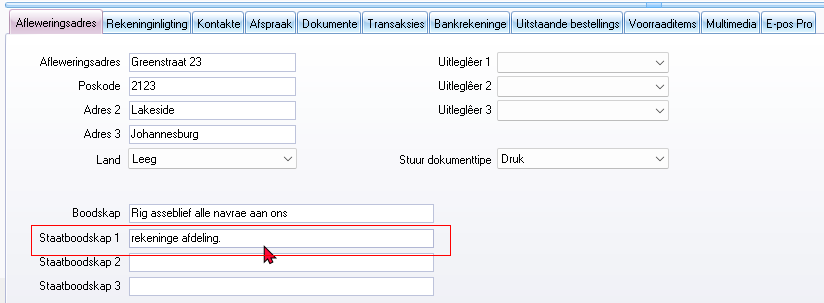 Afleweringsadres Rekeninginligting Kontakte Afspraak Dokumente Transaksies Bankrekeninge Uitstaande bestellings Voorraaditems Multimedia E-pos Pro
Afleweringsadres Greenstraat 23 Uitleglêer 1
Poskode 2123 Uitleglêer 2
Adres 2 Lakeside Uitleglêer 3
Adres 3 Johannesburg
Land Leeg Stuur dokumenttipe Druk
Boodskap Rig asseblief alle navrae aan ons
Staatboodskap 1 rekeninge afdeling.
Staatboodskap 2
Staatboodskap 3